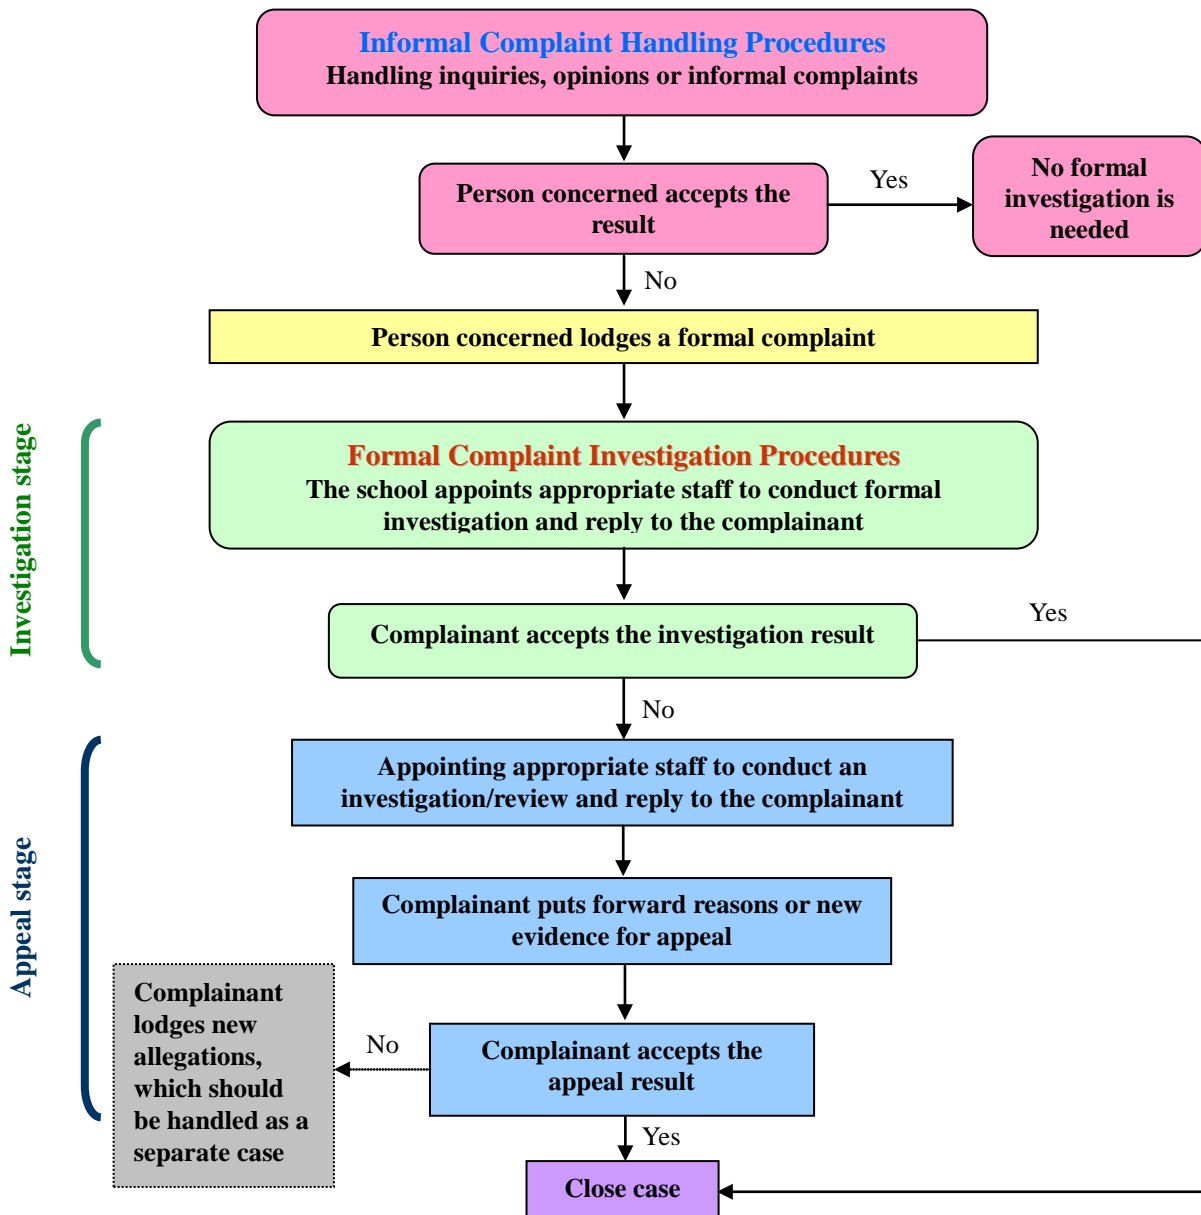 Informal Complaint Handling Procedures
Handling inquiries, opinions or informal complaints
Person concerned accepts the
result
Yes
No formal
investigation is
needed
No
Person concerned lodges a formal complaint
Investigation stage
Formal Complaint Investigation Procedures
The school appoints appropriate staff to conduct formal
investigation and reply to the complainant
Complainant accepts the investigation result
Yes
No
Appeal stage
Appointing appropriate staff to conduct an
investigation/review and reply to the complainant
Complainant puts forward reasons or new
evidence for appeal
Complainant accepts the
appeal result
No
Complainant
lodges new
allegations,
which should
be handled as a
separate case
Yes
Close case